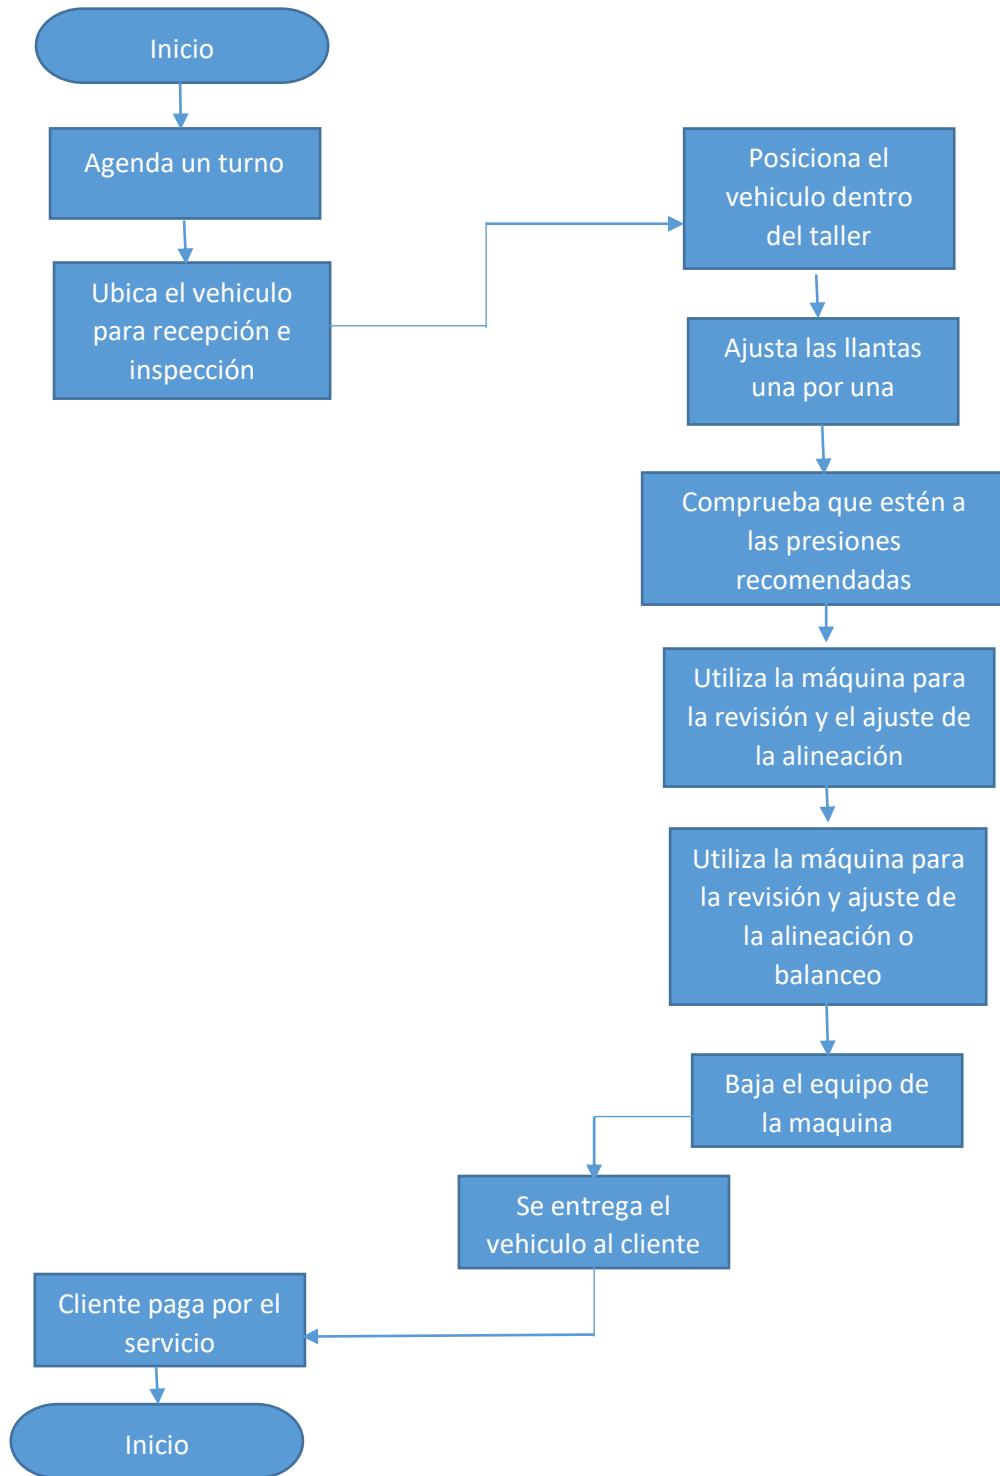 Inicio
Agenda un turno
Ubica el vehiculo
para recepción e
inspección
Posiciona el
vehiculo dentro
del taller
Ajusta las llantas
una por una
Comprueba que estén a
las presiones
recomendadas
Utiliza la máquina para
la revisión y el ajuste de
la alineación
Utiliza la máquina para
la revisión y ajuste de
la alineación o
balanceo
Baja el equipo de
la maquina
Se entrega el
vehiculo al cliente
Cliente paga por el
servicio
Inicio